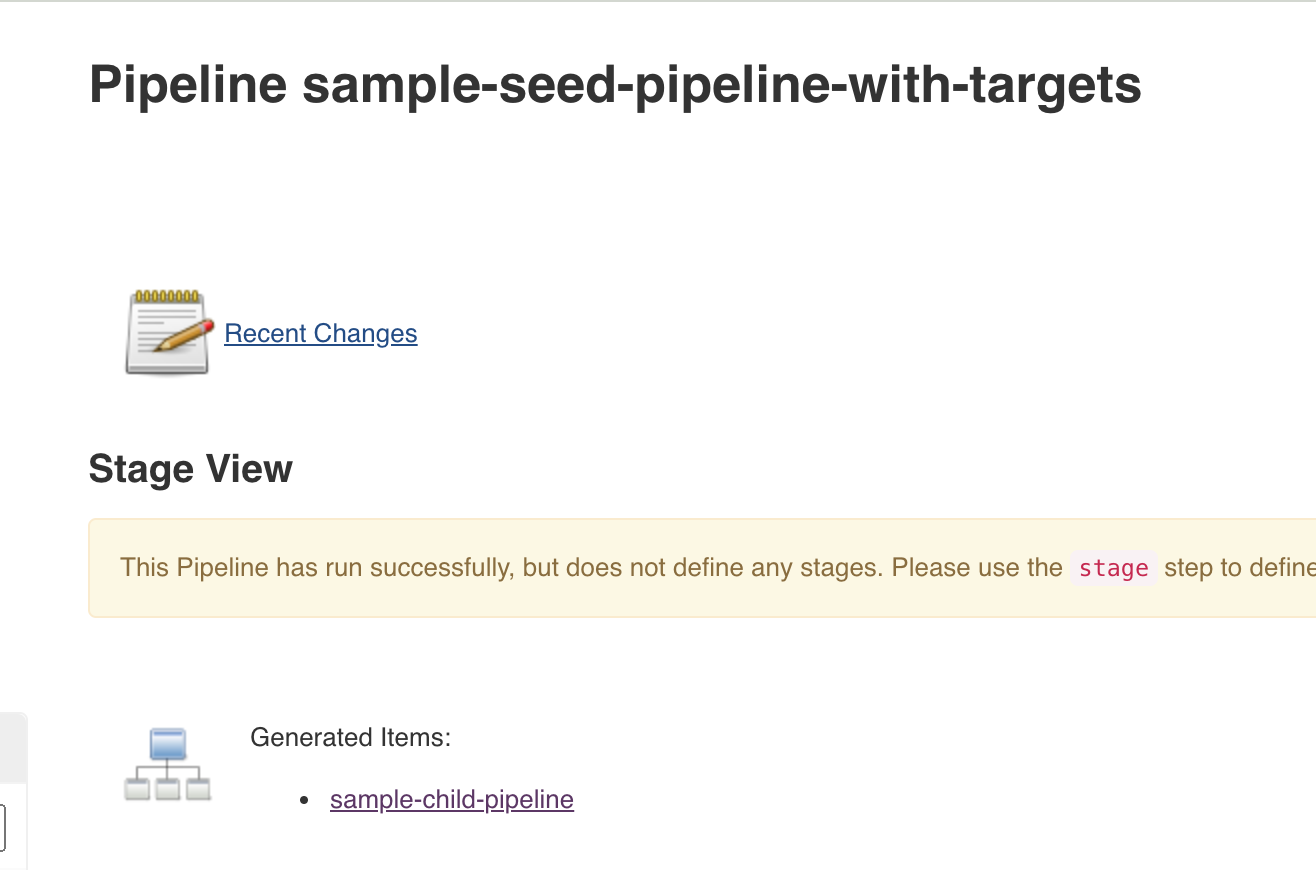 Pipeline sample-seed-pipeline-with-targets
Recent Changes
Stage View
This Pipeline has run successfully, but does not define any stages. Please use the stage step to define
Generated Items:
sample-child-pipeline